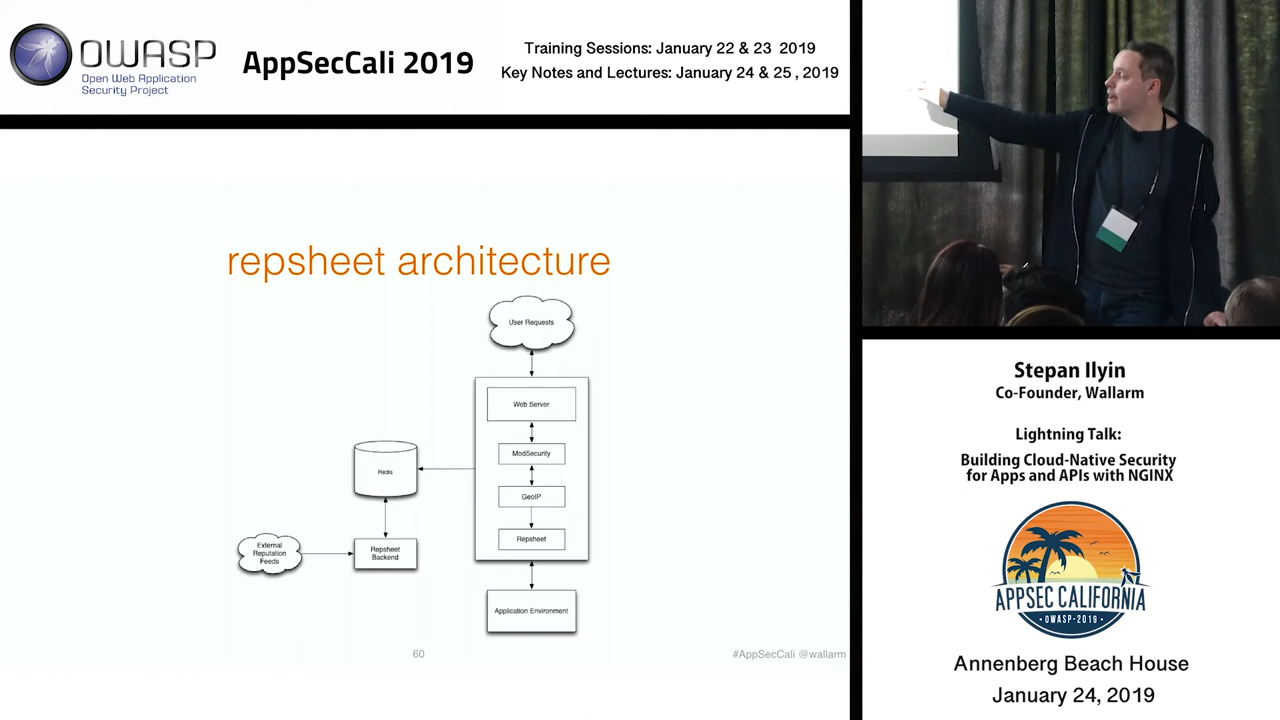 OWASP
Open Web Application
Security Project
AppSecCali 2019
Training Sessions: January 22 & 23 2019
Key Notes and Lectures: January 24 & 25 , 2019
repsheet architecture
User Requests
Web Server
ModSecurity
GeoIP
Repsheet
Redis
External
Reputation
Feeds
Repsheet
Backend
Application Environment
60
#AppSecCali @wallarm
Stepan Ilyin
Co-Founder, Wallarm
Lightning Talk:
Building Cloud-Native Security
for Apps and APIs with NGINX
APPSEC CALIFORNIA
• OWASP-2019 •
Annenberg Beach House
January 24, 2019